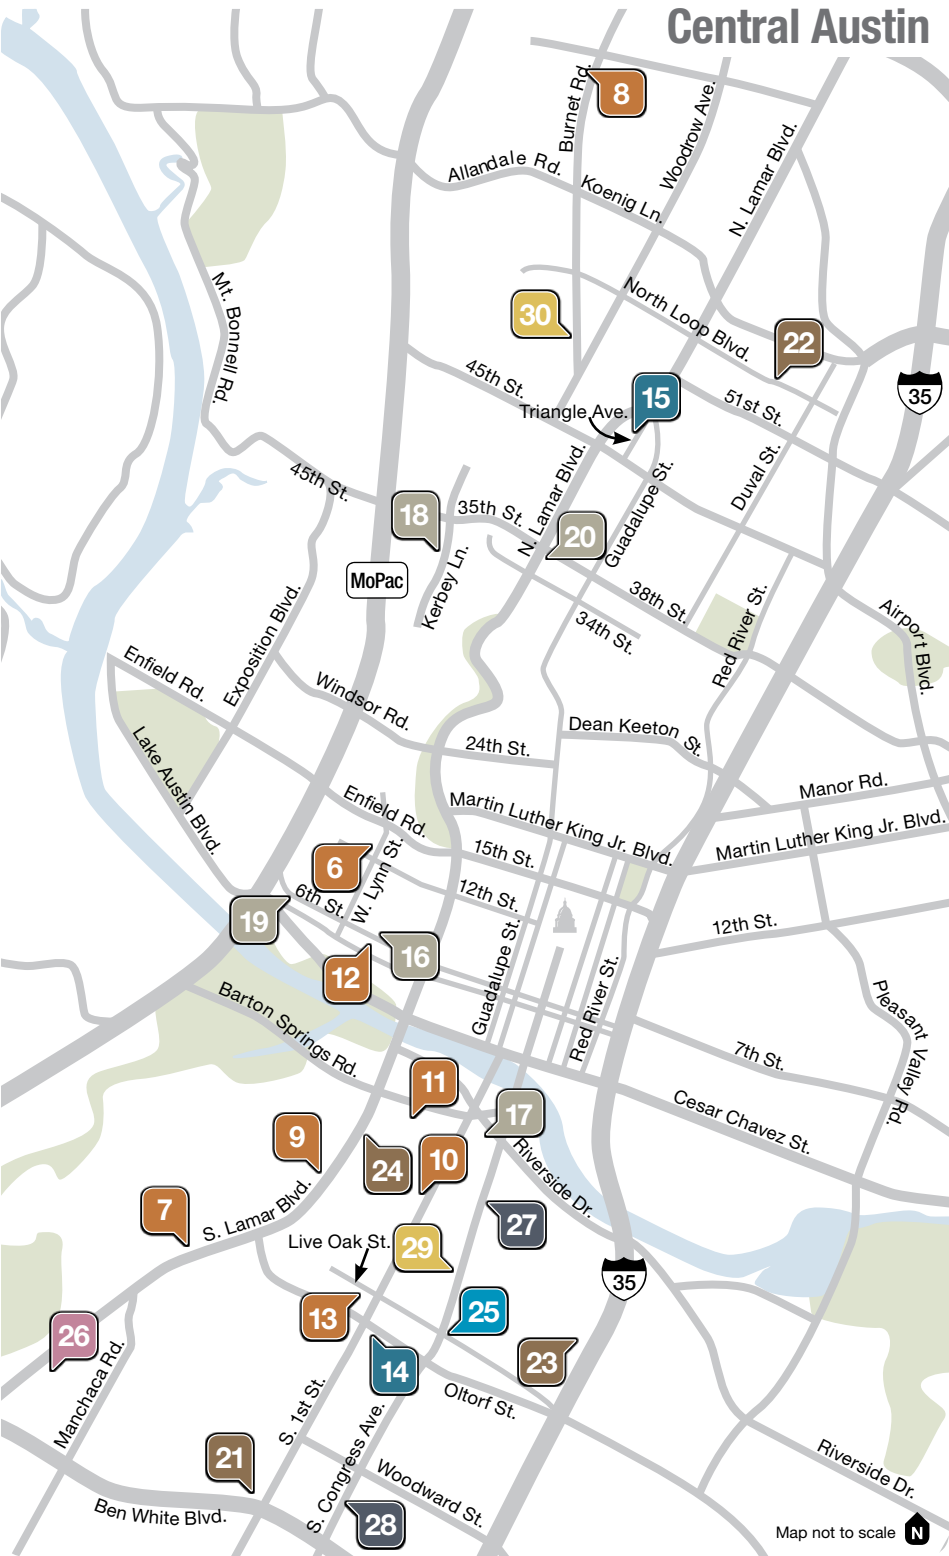 Central Austin
8
Burnet Rd.
Woodrow Ave.
N. Lamar Blvd.
Allandale Rd.
Koenig Ln.
Mt. Bonnell Rd.
30
North Loop Blvd.
22
45th St.
15
51st St.
35
Triangle Ave.
45th St.
18
35th St.
N. Lamar Blvd.
20
Guadalupe St.
Duval St.
MoPac
Kerbey Ln.
38th St.
34th St.
Red River St.
Airport Blvd.
Exposition Blvd.
Enfield Rd.
Windsor Rd.
24th St.
Dean Keeton St.
Lake Austin Blvd.
Enfield Rd.
Martin Luther King Jr. Blvd.
Manor Rd.
Martin Luther King Jr. Blvd.
15th St.
6
W. Lynn St.
12th St.
6th St.
19
12th St.
16
12
Guadalupe St.
Red River St.
Pleasant Valley Rd.
Barton Springs Rd.
7th St.
11
17
Cesar Chavez St.
9
24
10
Riverside Dr.
7
S. Lamar Blvd.
27
Live Oak St.
29
35
13
25
26
14
23
Manchaca Rd.
Oltorf St.
S. 1st St.
S. Congress Ave.
21
Woodward St.
Riverside Dr.
Ben White Blvd.
28
Map not to scale
N